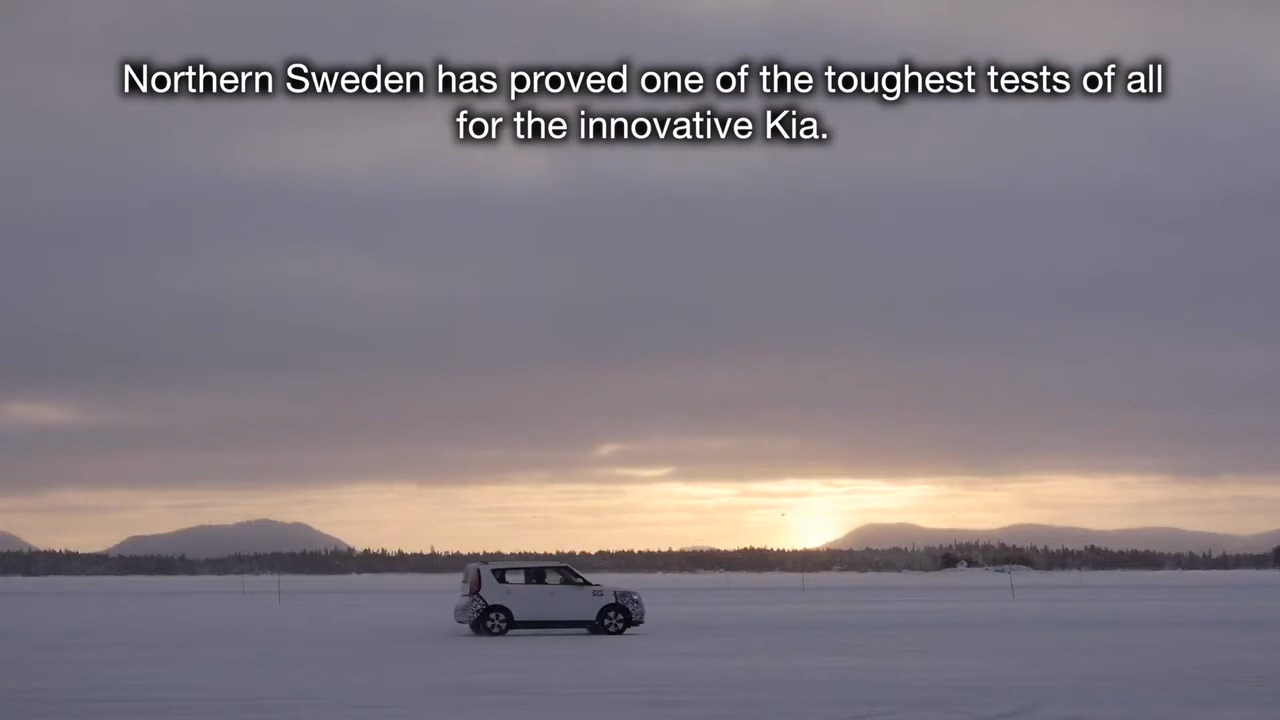 Northern Sweden has proved one of the toughest tests of all
for the innovative Kia.